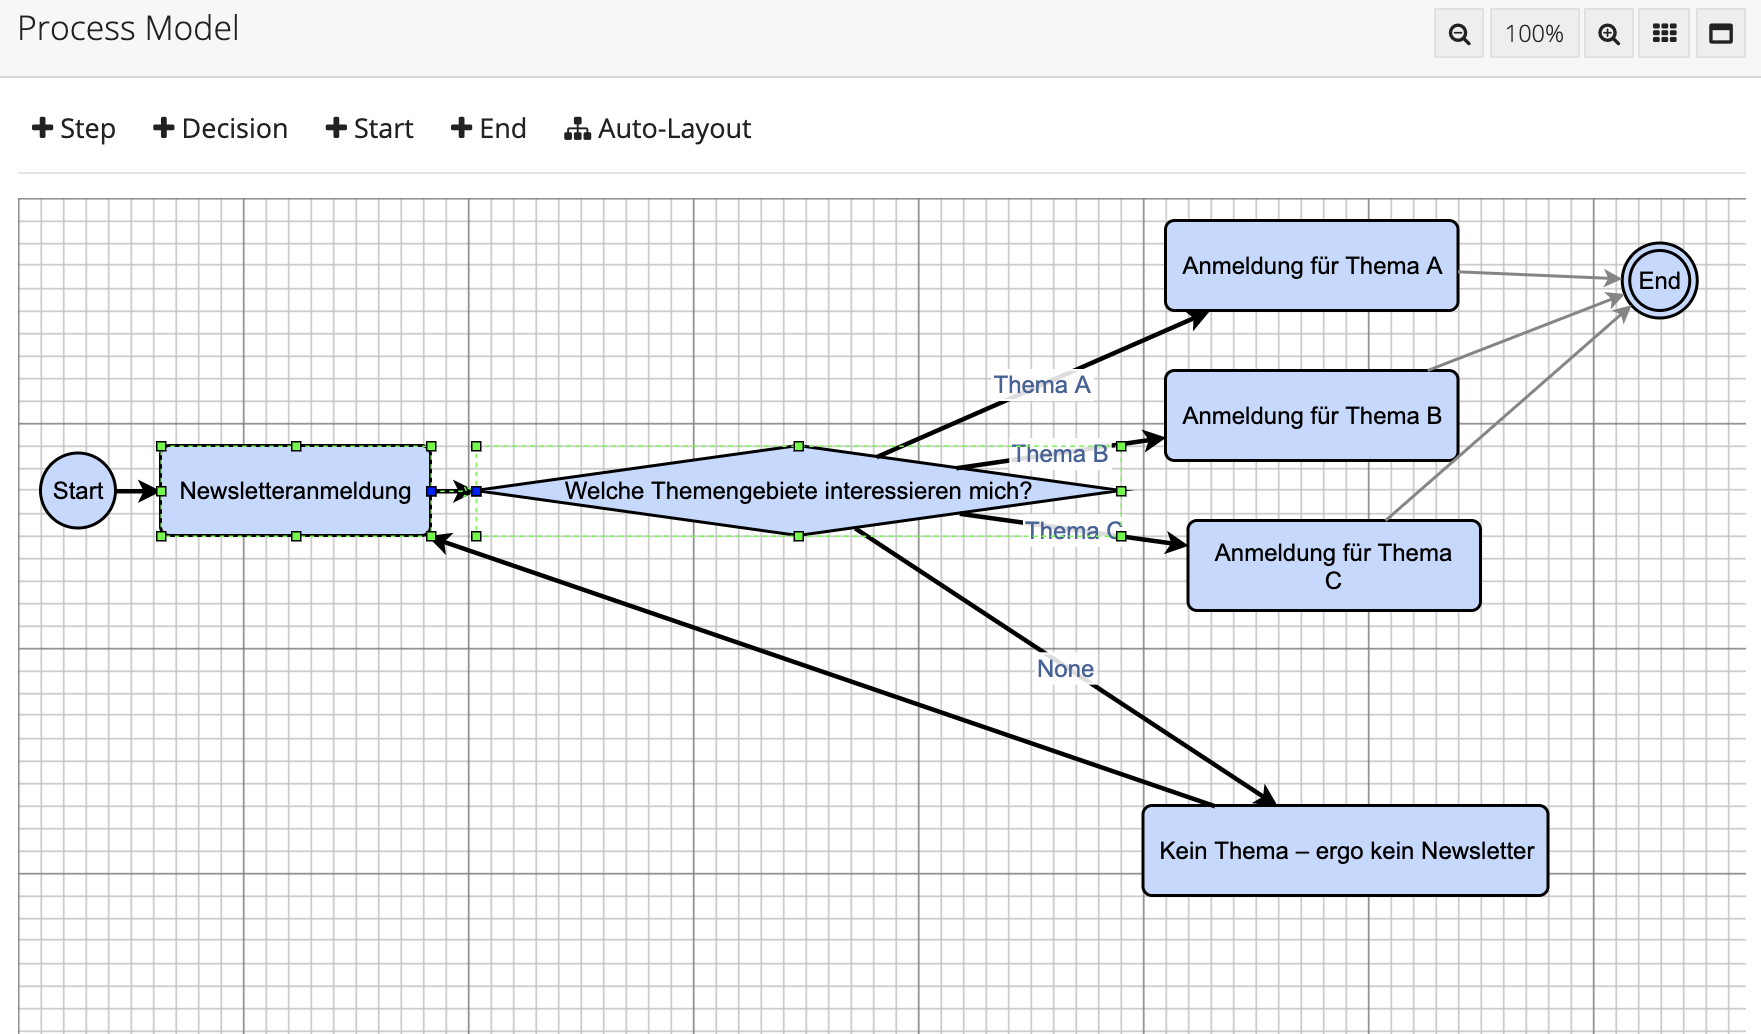 Process Model
100%
Step
Decision
Start
End
Auto-Layout
Anmeldung für Thema A
End
Thema A
Anmeldung für Thema B
Thema B
Start
Newsletteranmeldung
Welche Themengebiete interessieren mich?
Thema C
Anmeldung für Thema
C
None
Kein Thema – ergo kein Newsletter